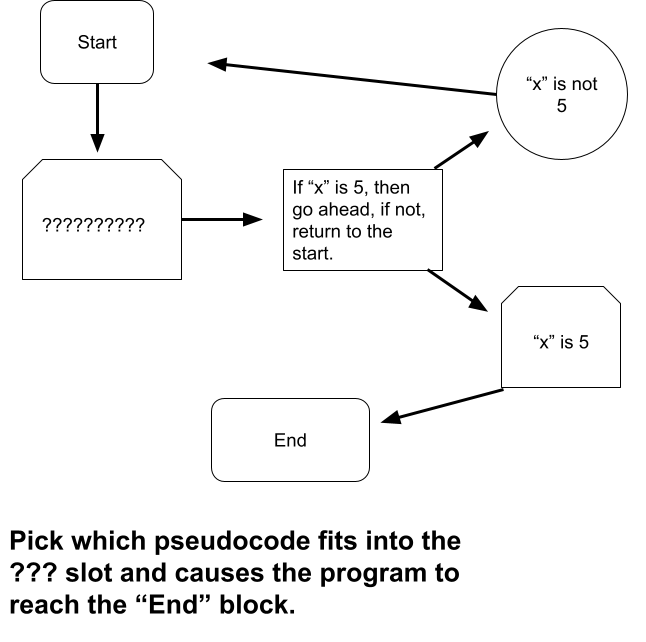 Start
“x” is not
5
??????????
If “x” is 5, then
go ahead, if not,
return to the
start.
“x” is 5
End
Pick which pseudocode fits into the
??? slot and causes the program to
reach the “End” block.